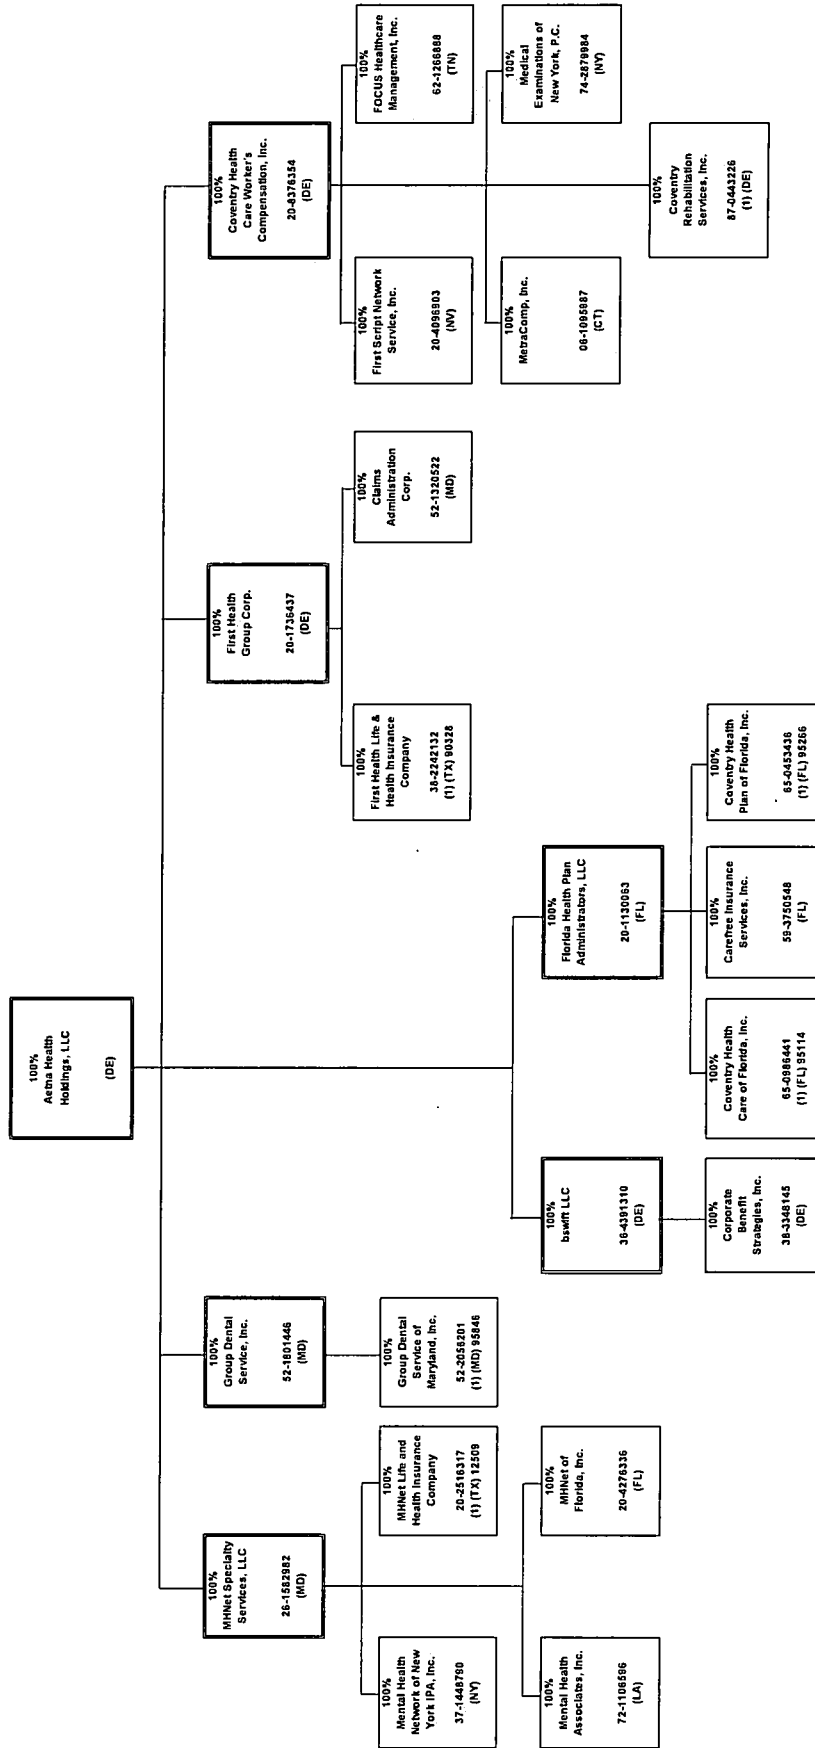 100%
Aetna Health
Holdings, LLC
(DE)
100%
MHNet Specialty
Services, LLC
26-1582982
(MD)
100%
Group Dental
Service, Inc.
52-1801446
(MD)
100%
First Health
Group Corp.
20-1736437
(DE)
100%
Coventry Health
Care Worker's
Compensation, Inc.
20-8376354
(DE)
100%
Mental Health
Network of New
York IPA, Inc.
37-1448790
(NY)
100%
MHNet Life and
Health Insurance
Company
20-2516317
(1) (TX) 12509
100%
Group Dental
Service of
Maryland, Inc.
52-2056201
(1) (MD) 95846
100%
First Health Life &
Health Insurance
Company
38-2242132
(1) (TX) 90328
100%
Claims
Administration
Corp.
52-1320522
(MD)
100%
First Script Network
Service, Inc.
20-4096903
(NV)
100%
FOCUS Healthcare
Management, Inc.
62-1266888
(TN)
100%
MetraComp, Inc.
06-1095987
(CT)
100%
Medical
Examinations of
New York, P.C.
74-2879984
(NY)
100%
Mental Health
Associates, Inc.
72-1106596
(LA)
100%
MHNet of
Florida, Inc.
20-4276336
(FL)
100%
bswift LLC
36-4391310
(DE)
100%
Florida Health Plan
Administrators, LLC
20-1130063
(FL)
100%
Coventry
Rehabilitation
Services, Inc.
87-0443226
(1) (DE)
100%
Corporate
Benefit
Strategies, Inc.
38-3348145
(DE)
100%
Coventry Health
Care of Florida, Inc.
65-0986441
(1) (FL) 95114
100%
Carefree Insurance
Services, Inc.
59-3750548
(FL)
100%
Coventry Health
Plan of Florida, Inc.
65-0453436
(1) (FL) 95266